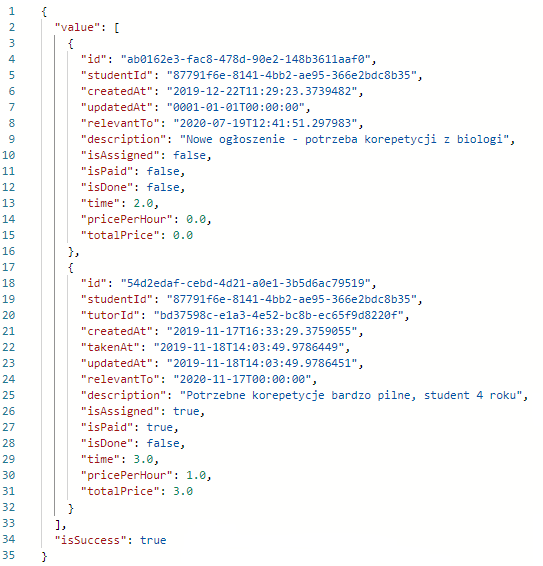 1 {
2 "value": [
3 {
4 "id": "ab0162e3-fac8-478d-90e2-148b3611aaf0",
5 "studentId": "87791f6e-8141-4bb2-ae95-366e2bdc8b35",
6 "createdAt": "2019-12-22T11:29:23.3739482",
7 "updatedAt": "0001-01-01T00:00:00",
8 "relevantTo": "2020-07-19T12:41:51.297983",
9 "description": "Nowe ogłoszenie - potrzeba korepetycji z biologi",
10 "isAssigned": false,
11 "isPaid": false,
12 "isDone": false,
13 "time": 2.0,
14 "pricePerHour": 0.0,
15 "totalPrice": 0.0
16 },
17 {
18 "id": "54d2edaf-cebd-4d21-a0e1-3b5d6ac79519",
19 "studentId": "87791f6e-8141-4bb2-ae95-366e2bdc8b35",
20 "tutorId": "bd37598c-e1a3-4e52-bc8b-ec65f9d8220f",
21 "createdAt": "2019-11-17T16:33:29.3759055",
22 "takenAt": "2019-11-18T14:03:49.9786449",
23 "updatedAt": "2019-11-18T14:03:49.9786451",
24 "relevantTo": "2020-11-17T00:00:00",
25 "description": "Potrzebne korepetycje bardzo pilne, student 4 roku",
26 "isAssigned": true,
27 "isPaid": true,
28 "isDone": false,
29 "time": 3.0,
30 "pricePerHour": 1.0,
31 "totalPrice": 3.0
32 }
33 ],
34 "isSuccess": true
35 }